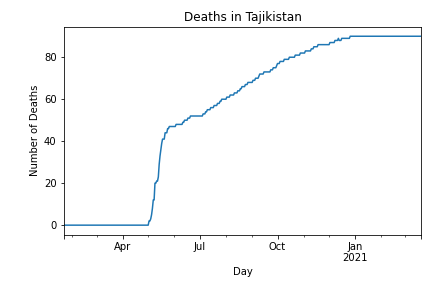 Deaths in Tajikistan
Number of Deaths
80
60
40
20
0
Apr
Jul
Oct
Jan
2021
Day